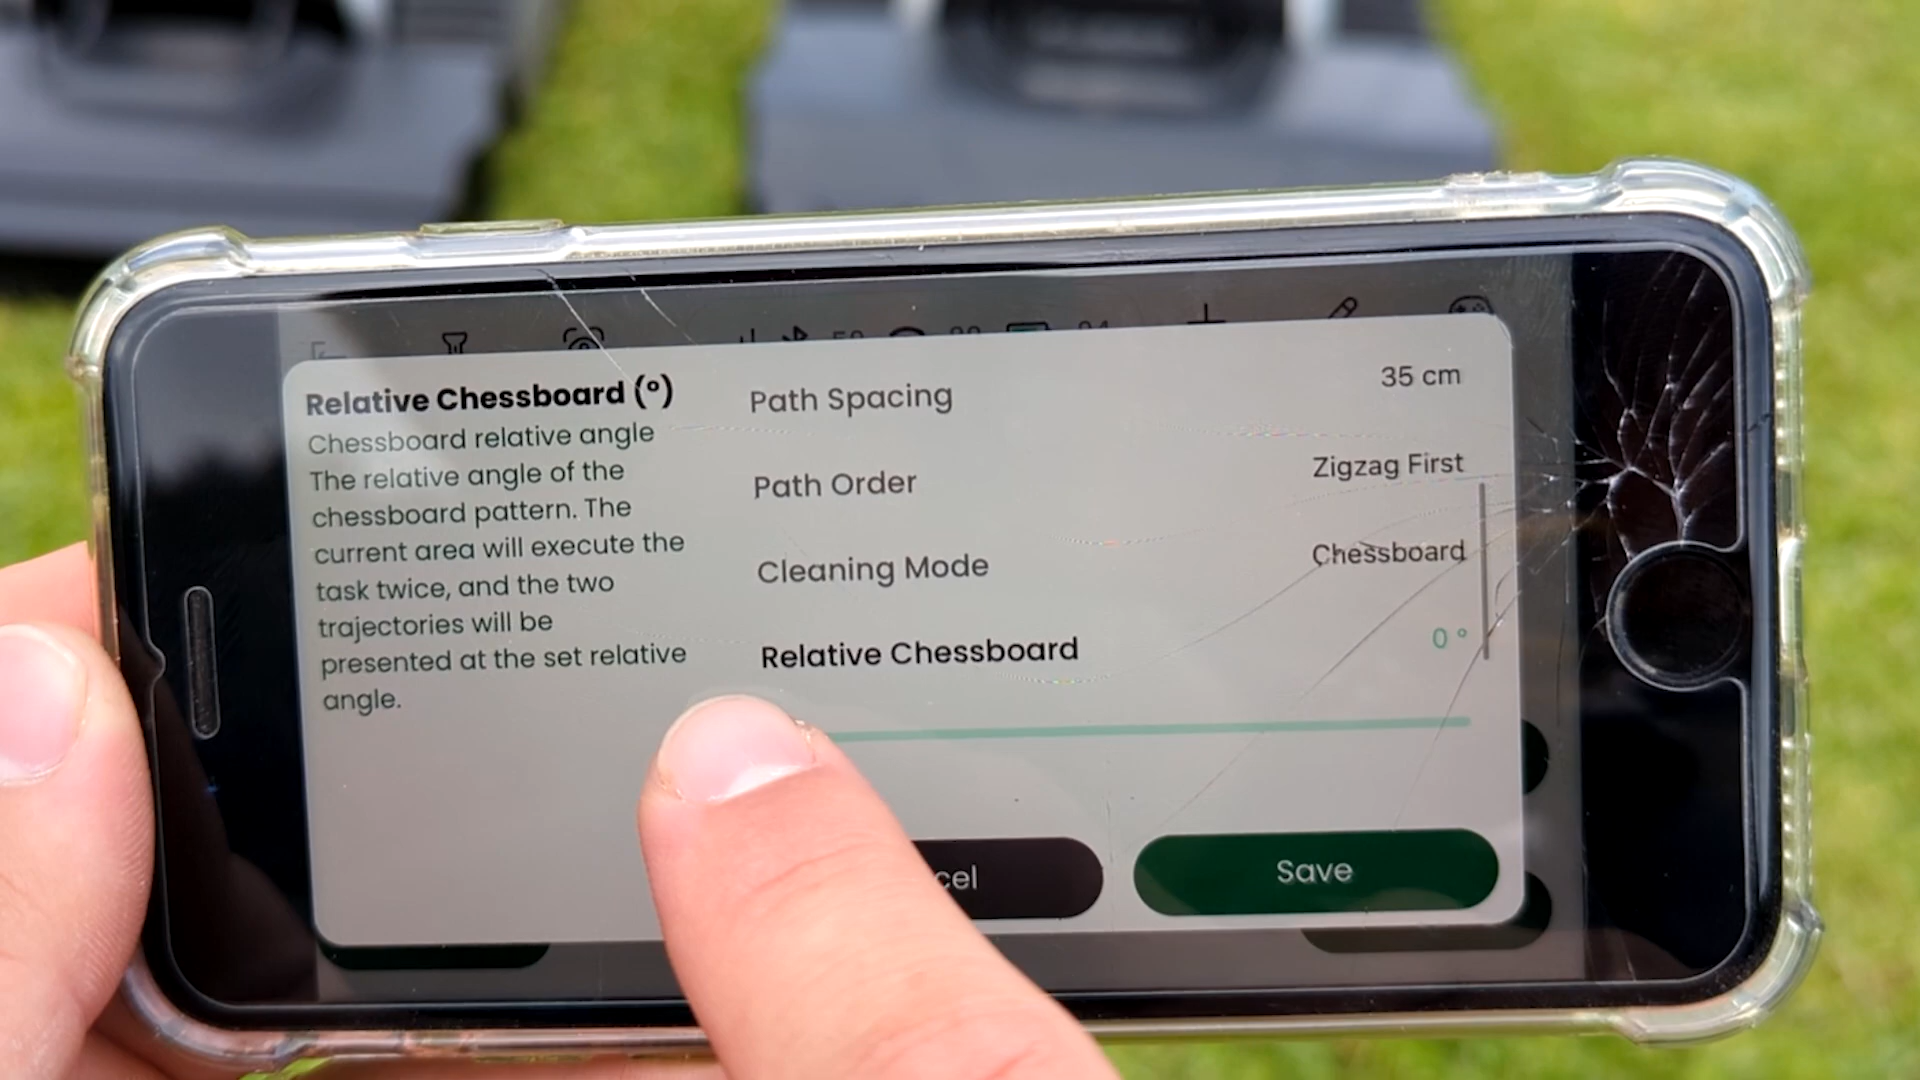 Relative Chessboard (°)
Chessboard relative angle
The relative angle of the
chessboard pattern. The
current area will execute the
task twice, and the two
trajectories will be
presented at the set relative
angle.
Path Spacing 35 cm
Path Order Zigzag First
Cleaning Mode Chessboard
Relative Chessboard 0 °
cel Save